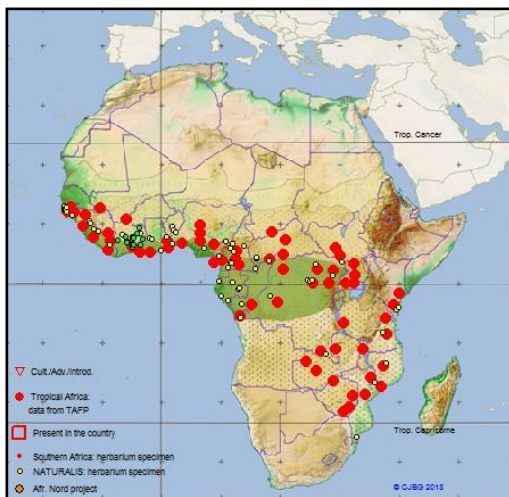 Trop. Cancer
Cult./Adv./Introd.
Tropical Africa:
data from TAFP
Present in the country
Southern Africa: herbarium specimen
NATURALIS: herbarium specimen
Afr. Nord project
Trop. Capricorne
© CJBG 2018